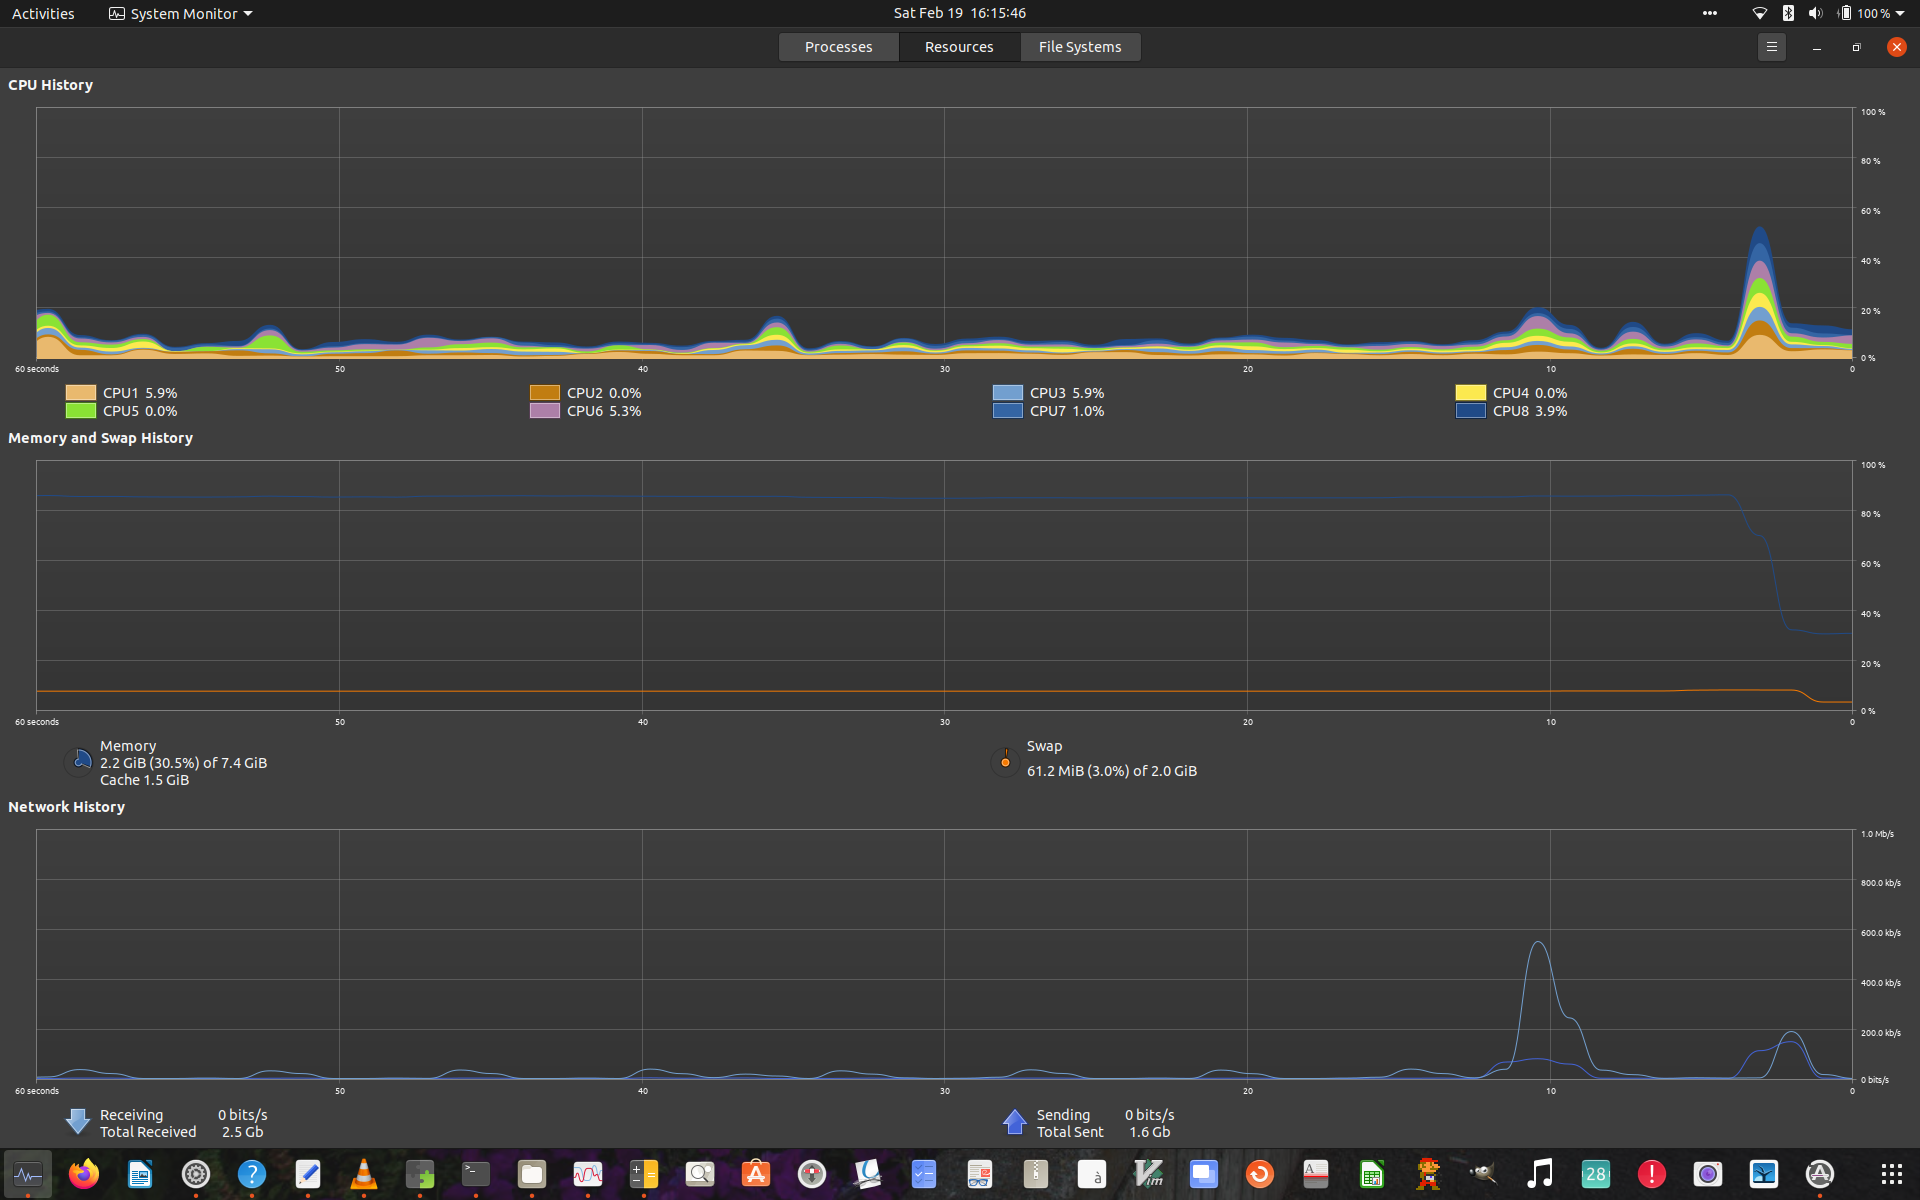 Activities System Monitor Sat Feb 19 16:15:46 100 %
Processes Resources File Systems
CPU History
100 %
80 %
60 %
40 %
20 %
0 %
60 seconds 50 40 30 20 10 0
CPU1 5.9% CPU2 0.0% CPU3 5.9% CPU4 0.0%
CPU5 0.0% CPU6 5.3% CPU7 1.0% CPU8 3.9%
Memory and Swap History
100 %
80 %
60 %
40 %
20 %
0 %
60 seconds 50 40 30 20 10 0
Memory
2.2 GiB (30.5%) of 7.4 GiB
Cache 1.5 GiB
Swap
61.2 MiB (3.0%) of 2.0 GiB
Network History
1.0 Mb/s
800.0 kb/s
600.0 kb/s
400.0 kb/s
200.0 kb/s
0 bits/s
60 seconds 50 40 30 20 10 0
Receiving 0 bits/s
Total Received 2.5 Gb
Sending 0 bits/s
Total Sent 1.6 Gb
? >_ A à Vim A 28 !